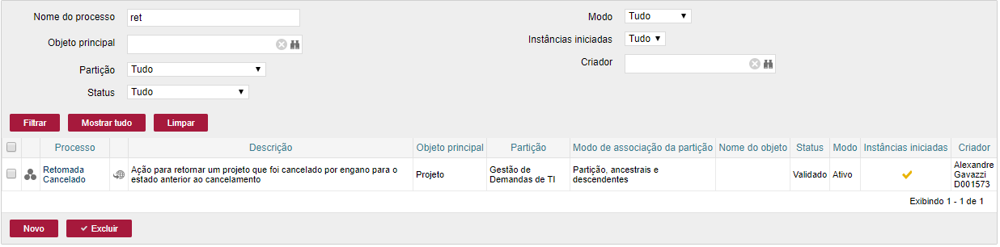 Nome do processo ret Modo Tudo
Objeto principal Instâncias iniciadas Tudo
Partição Tudo Criador
Status Tudo
Filtrar Mostrar tudo Limpar
Processo Descrição Objeto principal Partição Modo de associação da partição Nome do objeto Status Modo Instâncias iniciadas Criador
Retomada Cancelado Ação para retornar um projeto que foi cancelado por engano para o estado anterior ao cancelamento Projeto Gestão de Demandas de TI Partição, ancestrais e descendentes Validado Ativo Alexandre Gavazzi D001573
Exibindo 1 - 1 de 1
Novo Excluir